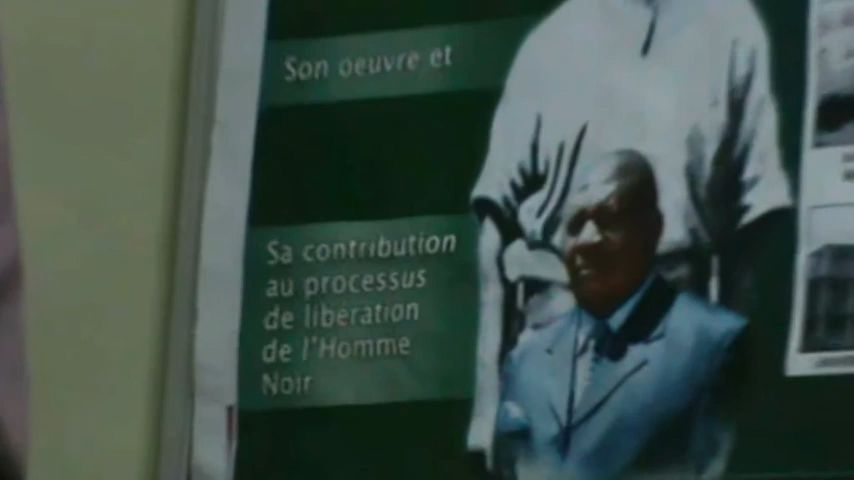 Son oeuvre et
Sa contribution
au processus
de libération
de l'Homme
Noir